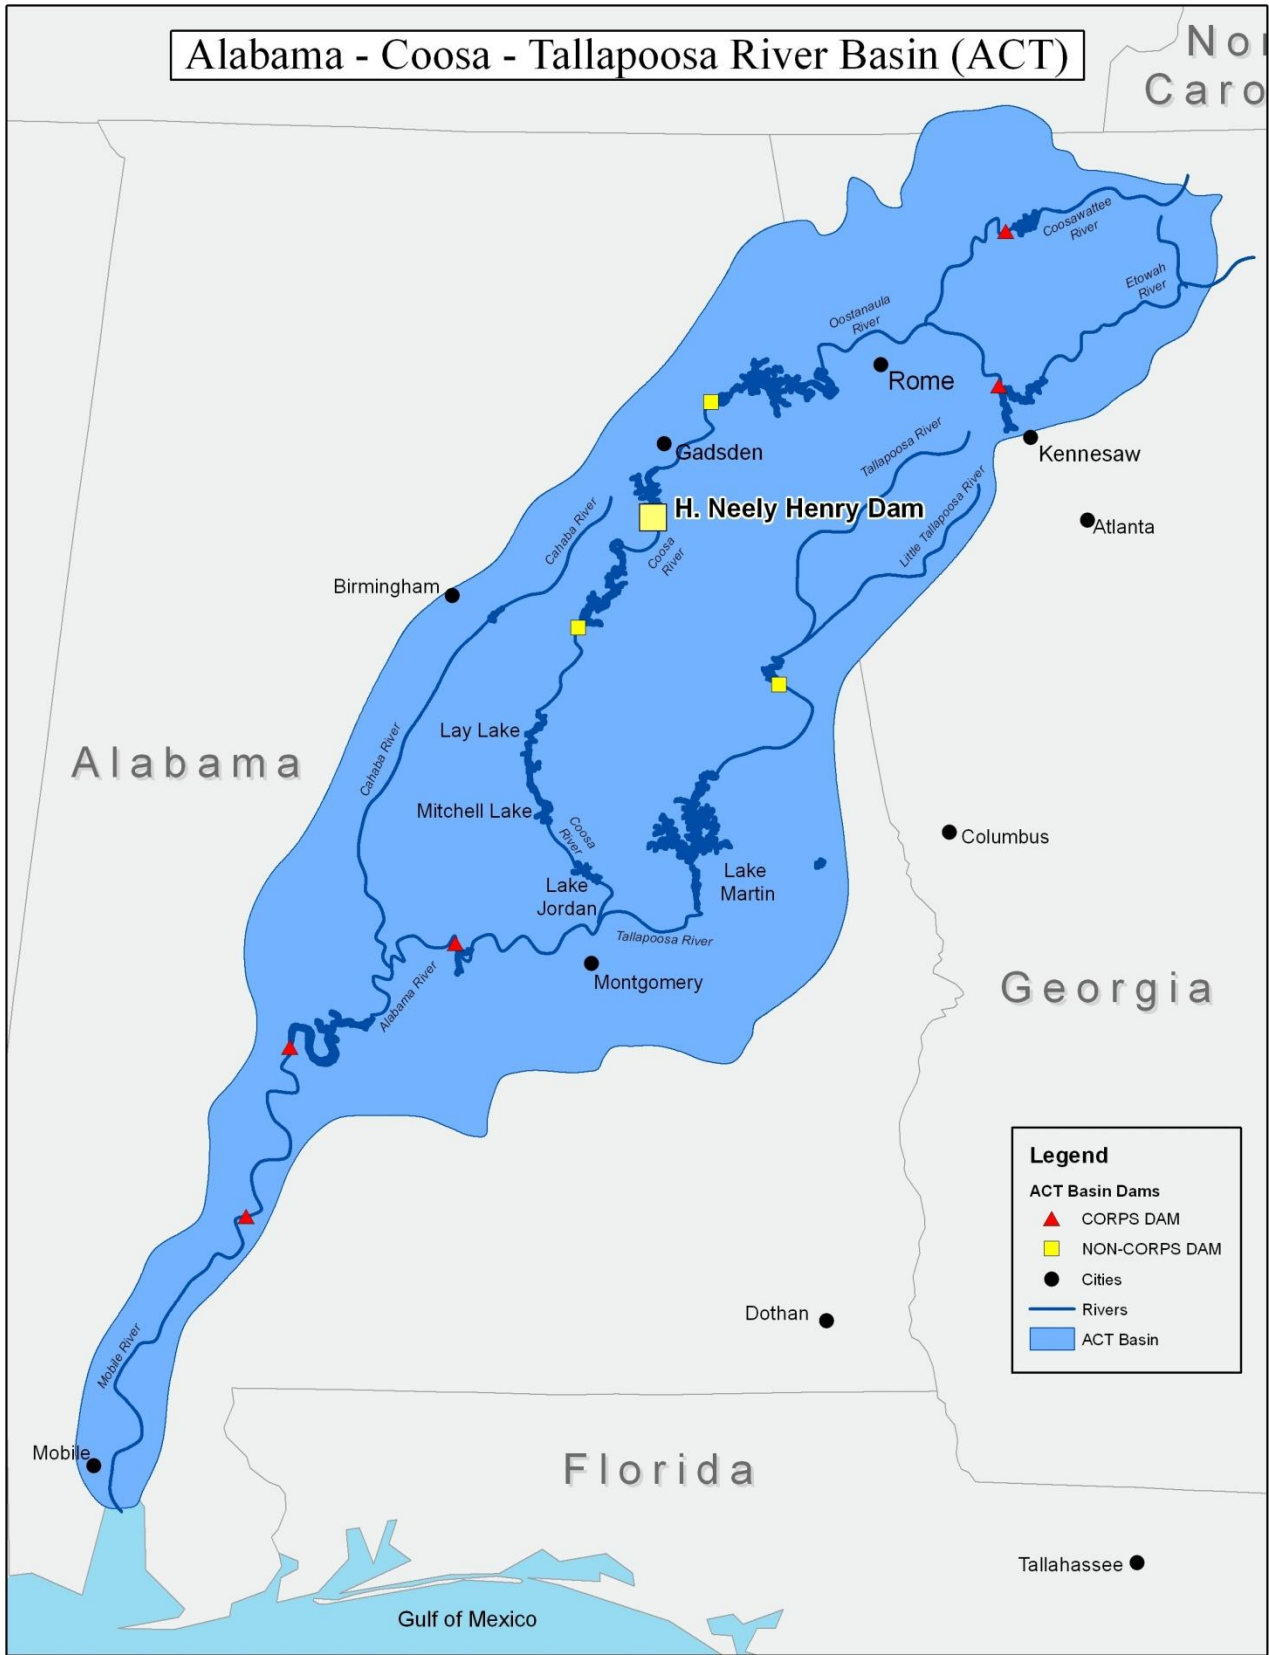 Alabama - Coosa - Tallapoosa River Basin (ACT)
Nor
Caro
Coosawattee
River
Etowah
River
Oostanaula
River
Rome
Tallapoosa River
Kennesaw
Gadsden
H. Neely Henry Dam
Little Tallapoosa River
Atlanta
Cahaba River
Coosa
River
Birmingham
Lay Lake
Cahaba River
Alabama
Mitchell Lake
Coosa
River
Columbus
Lake
Jordan
Lake
Martin
Tallapoosa River
Montgomery
Alabama River
Georgia
Legend
ACT Basin Dams
CORPS DAM
NON-CORPS DAM
Cities
Rivers
ACT Basin
Dothan
Mobile River
Mobile
Florida
Tallahassee
Gulf of Mexico